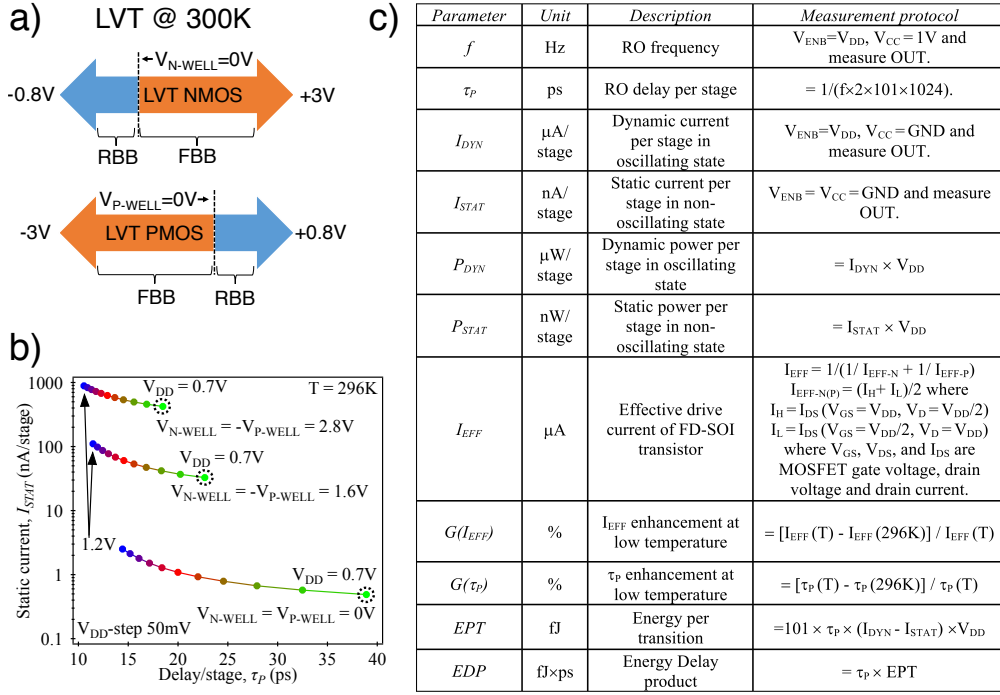 a)
LVT @ 300K
V_N-WELL=0V
-0.8V
LVT NMOS
+3V
RBB
FBB
V_P-WELL=0V
-3V
LVT PMOS
+0.8V
FBB
RBB
b)
Static current, I_STAT (nA/stage)
1000
100
10
1
0.1
V_DD = 0.7V
T = 296K
V_N-WELL = -V_P-WELL = 2.8V
V_DD = 0.7V
V_N-WELL = -V_P-WELL = 1.6V
1.2V
V_DD = 0.7V
V_N-WELL = V_P-WELL = 0V
V_DD-step 50mV
10 15 20 25 30 35 40
Delay/stage, τ_P (ps)
c)
Parameter Unit Description Measurement protocol
f Hz RO frequency V_ENB=V_DD, V_CC = 1V and
measure OUT.
τ_P ps RO delay per stage = 1/(f×2×101×1024).
I_DYN μA/
stage
Dynamic current
per stage in
oscillating state
V_ENB=V_DD, V_CC = GND and
measure OUT.
I_STAT nA/
stage
Static current per
stage in non-
oscillating state
V_ENB = V_CC = GND and measure
OUT.
P_DYN μW/
stage
Dynamic power per
stage in oscillating
state
= I_DYN × V_DD
P_STAT nW/
stage
Static power per
stage in non-
oscillating state
= I_STAT × V_DD
I_EFF μA
Effective drive
current of FD-SOI
transistor
I_EFF = 1/(1/ I_EFF-N + 1/ I_EFF-P)
I_EFF-N(P) = (I_H+ I_L)/2 where
I_H = I_DS (V_GS = V_DD, V_D = V_DD/2)
I_L = I_DS (V_GS = V_DD/2, V_D = V_DD)
where V_GS, V_DS, and I_DS are
MOSFET gate voltage, drain
voltage and drain current.
G(I_EFF) %
I_EFF enhancement at
low temperature
= [I_EFF (T) - I_EFF (296K)] / I_EFF (T)
G(τ_P) %
τ_P enhancement at
low temperature
= [τ_P (T) - τ_P (296K)] / τ_P (T)
EPT fJ
Energy per
transition
=101 × τ_P × (I_DYN - I_STAT) ×V_DD
EDP fJ×ps
Energy Delay
product
= τ_P × EPT